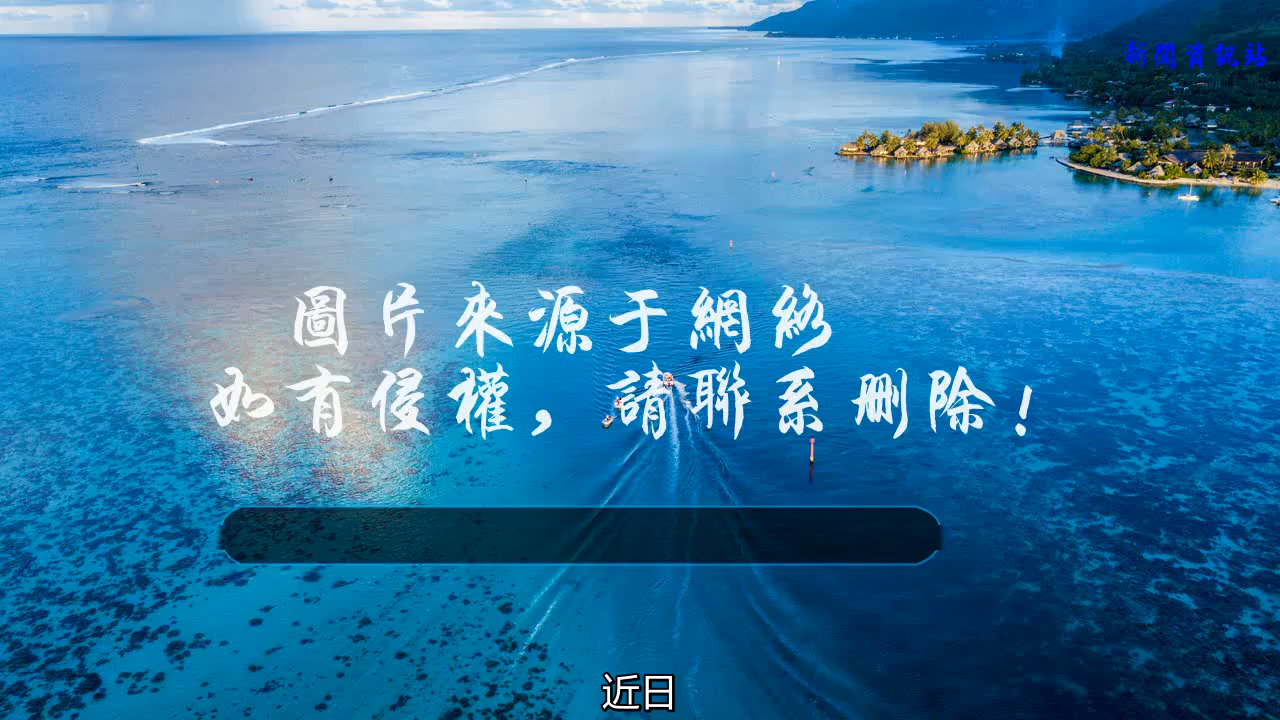 新聞資訊站
圖片來源于網絡
如有侵權，請聯系刪除！
近日